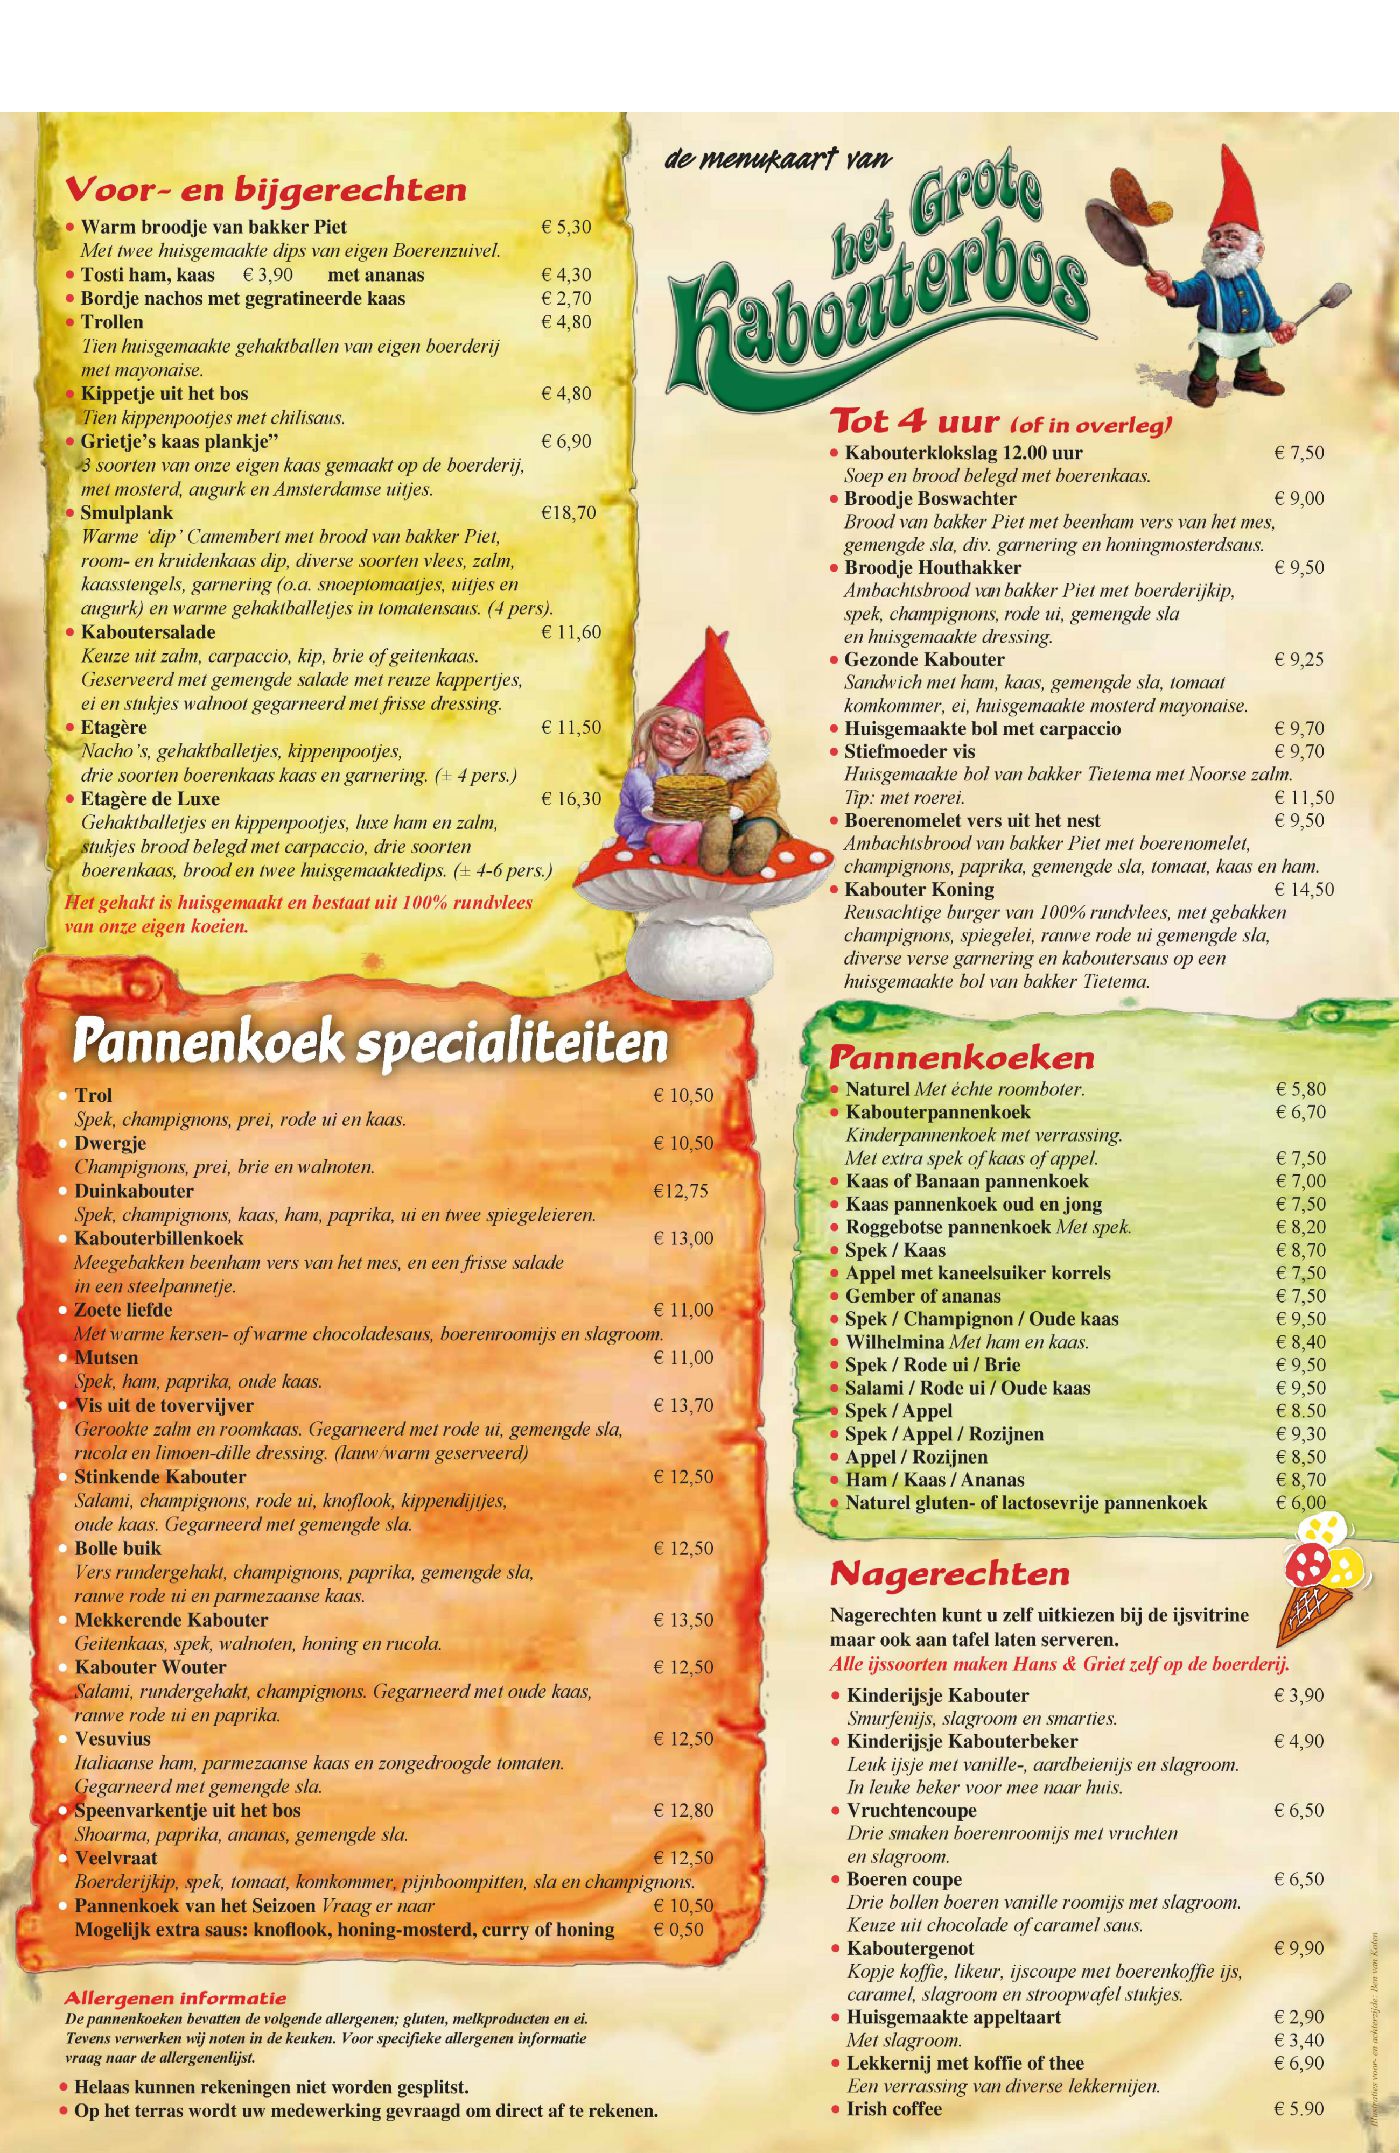 de menukaart van
het Grote
Kabouterbos
Voor- en bijgerechten
• Warm broodje van bakker Piet € 5,30
Met twee huisgemaakte dips van eigen Boerenzuivel.
• Tosti ham, kaas € 3,90 met ananas € 4,30
• Bordje nachos met gegratineerde kaas € 2,70
• Trollen € 4,80
Tien huisgemaakte gehaktballen van eigen boerderij
met mayonaise.
• Kippetje uit het bos € 4,80
Tien kippenpootjes met chilisaus.
• Grietje's kaas plankje” € 6,90
3 soorten van onze eigen kaas gemaakt op de boerderij,
met mosterd, augurk en Amsterdamse uitjes.
• Smulplank €18,70
Warme ‘dip’ Camembert met brood van bakker Piet,
room- en kruidenkaas dip, diverse soorten vlees, zalm,
kaasstengels, garnering (o.a. snoeptomaatjes, uitjes en
augurk) en warme gehaktballetjes in tomatensaus. (4 pers).
• Kaboutersalade € 11,60
Keuze uit zalm, carpaccio, kip, brie of geitenkaas.
Geserveerd met gemengde salade met reuze kappertjes,
ei en stukjes walnoot gegarneerd met frisse dressing.
• Etagère € 11,50
Nacho's, gehaktballetjes, kippenpootjes,
drie soorten boerenkaas kaas en garnering. (± 4 pers.)
• Etagère de Luxe € 16,30
Gehaktballetjes en kippenpootjes, luxe ham en zalm,
stukjes brood belegd met carpaccio, drie soorten
boerenkaas, brood en twee huisgemaaktedips. (± 4-6 pers.)
Het gehakt is huisgemaakt en bestaat uit 100% rundvlees
van onze eigen koeien.
Tot 4 uur (of in overleg)
• Kabouterklokslag 12.00 uur € 7,50
Soep en brood belegd met boerenkaas.
• Broodje Boswachter € 9,00
Brood van bakker Piet met beenham vers van het mes,
gemengde sla, div. garnering en honingmosterdsaus.
• Broodje Houthakker € 9,50
Ambachtsbrood van bakker Piet met boerderijkip,
spek, champignons, rode ui, gemengde sla
en huisgemaakte dressing.
• Gezonde Kabouter € 9,25
Sandwich met ham, kaas, gemengde sla, tomaat
komkommer, ei, huisgemaakte mosterd mayonaise.
• Huisgemaakte bol met carpaccio € 9,70
• Stiefmoeder vis € 9,70
Huisgemaakte bol van bakker Tietema met Noorse zalm.
Tip: met roerei. € 11,50
• Boerenomelet vers uit het nest € 9,50
Ambachtsbrood van bakker Piet met boerenomelet,
champignons, paprika, gemengde sla, tomaat, kaas en ham.
• Kabouter Koning € 14,50
Reusachtige burger van 100% rundvlees, met gebakken
champignons, spiegelei, rauwe rode ui gemengde sla,
diverse verse garnering en kaboutersaus op een
huisgemaakte bol van bakker Tietema.
Pannenkoek specialiteiten
• Trol € 10,50
Spek, champignons, prei, rode ui en kaas.
• Dwergje € 10,50
Champignons, prei, brie en walnoten.
• Duinkabouter €12,75
Spek, champignons, kaas, ham, paprika, ui en twee spiegeleieren.
• Kabouterbillenkoek € 13,00
Meegebakken beenham vers van het mes, en een frisse salade
in een steelpannetje.
• Zoete liefde € 11,00
Met warme kersen- of warme chocoladesaus, boerenroomijs en slagroom.
• Mutsen € 11,00
Spek, ham, paprika, oude kaas.
• Vis uit de tovervijver € 13,70
Gerookte zalm en roomkaas. Gegarneerd met rode ui, gemengde sla,
rucola en limoen-dille dressing. (lauw/warm geserveerd)
• Stinkende Kabouter € 12,50
Salami, champignons, rode ui, knoflook, kippendijtjes,
oude kaas. Gegarneerd met gemengde sla.
• Bolle buik € 12,50
Vers rundergehakt, champignons, paprika, gemengde sla,
rauwe rode ui en parmezaanse kaas.
• Mekkerende Kabouter € 13,50
Geitenkaas, spek, walnoten, honing en rucola.
• Kabouter Wouter € 12,50
Salami, rundergehakt, champignons. Gegarneerd met oude kaas,
rauwe rode ui en paprika.
• Vesuvius € 12,50
Italiaanse ham, parmezaanse kaas en zongedroogde tomaten.
Gegarneerd met gemengde sla.
• Speenvarkentje uit het bos € 12,80
Shoarma, paprika, ananas, gemengde sla.
• Veelvraat € 12,50
Boerderijkip, spek, tomaat, komkommer, pijnboompitten, sla en champignons.
• Pannenkoek van het Seizoen Vraag er naar € 10,50
Mogelijk extra saus: knoflook, honing-mosterd, curry of honing € 0,50
Pannenkoeken
• Naturel Met échte roomboter. € 5,80
• Kabouterpannenkoek € 6,70
Kinderpannenkoek met verrassing.
Met extra spek of kaas of appel. € 7,50
• Kaas of Banaan pannenkoek € 7,00
• Kaas pannenkoek oud en jong € 7,50
• Roggebotse pannenkoek Met spek. € 8,20
• Spek / Kaas € 8,70
• Appel met kaneelsuiker korrels € 7,50
• Gember of ananas € 7,50
• Spek / Champignon / Oude kaas € 9,50
• Wilhelmina Met ham en kaas. € 8,40
• Spek / Rode ui / Brie € 9,50
• Salami / Rode ui / Oude kaas € 9,50
• Spek / Appel € 8.50
• Spek / Appel / Rozijnen € 9,30
• Appel / Rozijnen € 8,50
• Ham / Kaas / Ananas € 8,70
• Naturel gluten- of lactosevrije pannenkoek € 6,00
Nagerechten
Nagerechten kunt u zelf uitkiezen bij de ijsvitrine
maar ook aan tafel laten serveren.
Alle ijssoorten maken Hans & Griet zelf op de boerderij.
• Kinderijsje Kabouter € 3,90
Smurfenijs, slagroom en smarties.
• Kinderijsje Kabouterbeker € 4,90
Leuk ijsje met vanille-, aardbeienijs en slagroom.
In leuke beker voor mee naar huis.
• Vruchtencoupe € 6,50
Drie smaken boerenroomijs met vruchten
en slagroom.
• Boeren coupe € 6,50
Drie bollen boeren vanille roomijs met slagroom.
Keuze uit chocolade of caramel saus.
• Kaboutergenot € 9,90
Kopje koffie, likeur, ijscoupe met boerenkoffie ijs,
caramel, slagroom en stroopwafel stukjes.
• Huisgemaakte appeltaart € 2,90
Met slagroom. € 3,40
• Lekkernij met koffie of thee € 6,90
Een verrassing van diverse lekkernijen.
• Irish coffee € 5.90
Allergenen informatie
De pannenkoeken bevatten de volgende allergenen; gluten, melkproducten en ei.
Tevens verwerken wij noten in de keuken. Voor specifieke allergenen informatie
vraag naar de allergenenlijst.
• Helaas kunnen rekeningen niet worden gesplitst.
• Op het terras wordt uw medewerking gevraagd om direct af te rekenen.
Illustraties voor- en achterzijde: Ben van Kolen